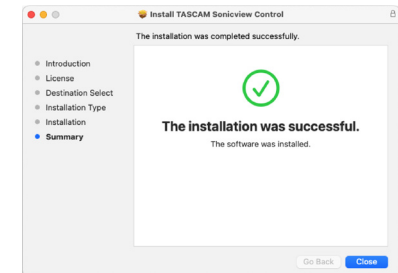 Install TASCAM Sonicview Control
The installation was completed successfully.
Introduction
License
Destination Select
Installation Type
Installation
Summary
The installation was successful.
The software was installed.
Go Back
Close